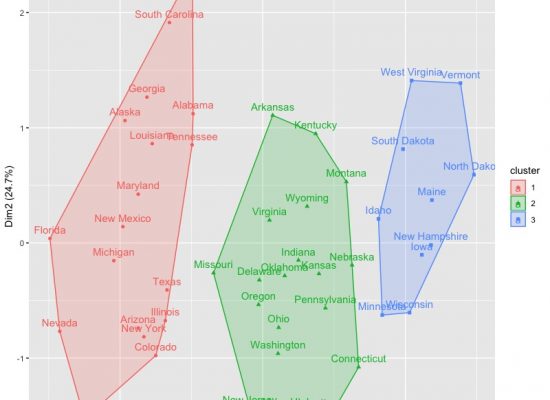 2
South Carolina
West Virginia
Vermont
Georgia
Alabama
Arkansas
Alaska
1
Kentucky
Louisiana
Tennessee
South Dakota
North Dako
cluster
1
2
3
Montana
Maryland
Wyoming
Maine
Virginia
Idaho
New Mexico
Florida
0
New Hampshire
Iowa
Michigan
Indiana
Missouri
Delaware
Oklahoma
Kansas
Nebraska
Texas
Oregon
Pennsylvania
Minnesota
Wisconsin
Illinois
Arizona
Nevada
New York
Ohio
Colorado
Washington
-1
Connecticut
New Jersey
Dim2 (24.7%)